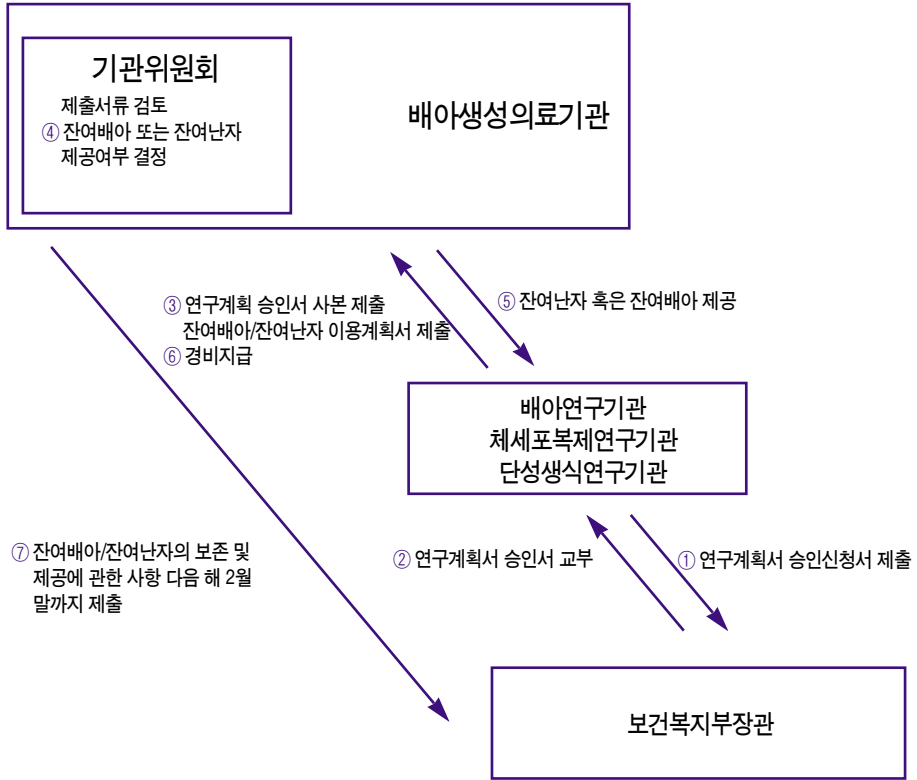 기관위원회
제출서류 검토
④ 잔여배아 또는 잔여난자
제공여부 결정
배아생성의료기관
③ 연구계획 승인서 사본 제출
잔여배아/잔여난자 이용계획서 제출
⑥ 경비지급
⑤ 잔여난자 혹은 잔여배아 제공
배아연구기관
체세포복제연구기관
단성생식연구기관
⑦ 잔여배아/잔여난자의 보존 및
제공에 관한 사항 다음 해 2월
말까지 제출
② 연구계획서 승인서 교부
① 연구계획서 승인신청서 제출
보건복지부장관